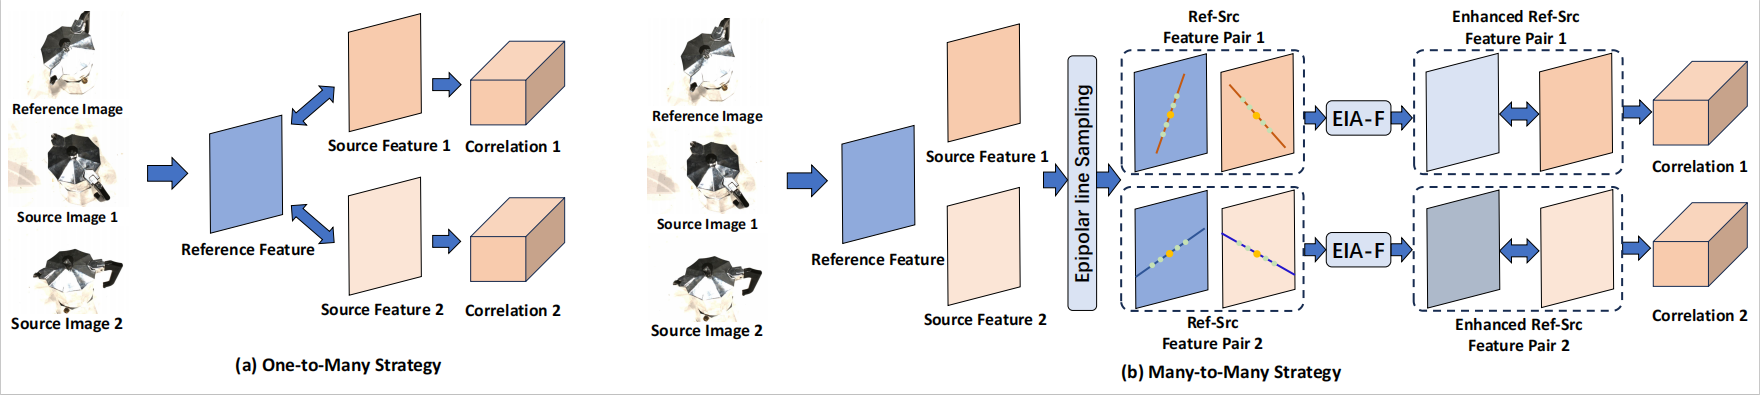 Reference Image
Source Image 1
Source Image 2
Reference Feature
Source Feature 1
Source Feature 2
Correlation 1
Correlation 2
(a) One-to-Many Strategy
Reference Image
Source Image 1
Source Image 2
Reference Feature
Source Feature 1
Source Feature 2
Epipolar line Sampling
Ref-Src
Feature Pair 1
EIA-F
Enhanced Ref-Src
Feature Pair 1
Correlation 1
Ref-Src
Feature Pair 2
EIA-F
Enhanced Ref-Src
Feature Pair 2
Correlation 2
(b) Many-to-Many Strategy